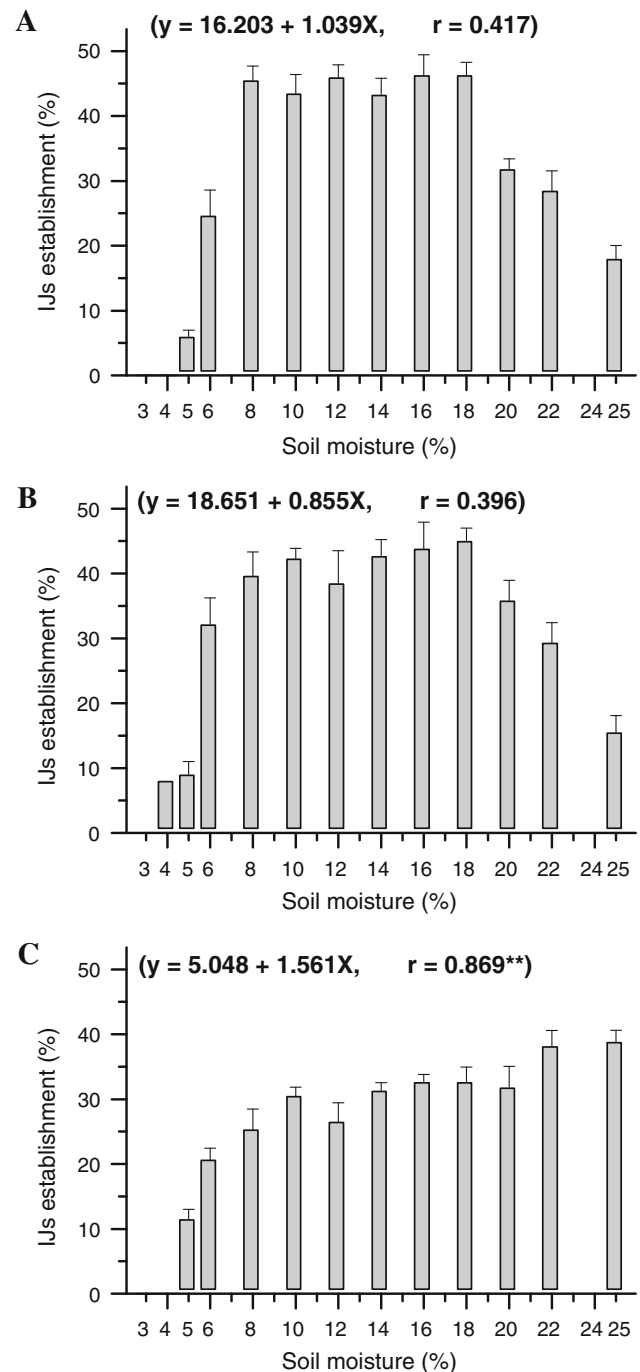 A
(y = 16.203 + 1.039X, r = 0.417)
IJs establishment (%)
50
40
30
20
10
0
3 4 5 6 8 10 12 14 16 18 20 22 24 25
Soil moisture (%)
B
(y = 18.651 + 0.855X, r = 0.396)
IJs establishment (%)
50
40
30
20
10
0
3 4 5 6 8 10 12 14 16 18 20 22 24 25
Soil moisture (%)
C
(y = 5.048 + 1.561X, r = 0.869**)
IJs establishment (%)
50
40
30
20
10
0
3 4 5 6 8 10 12 14 16 18 20 22 24 25
Soil moisture (%)